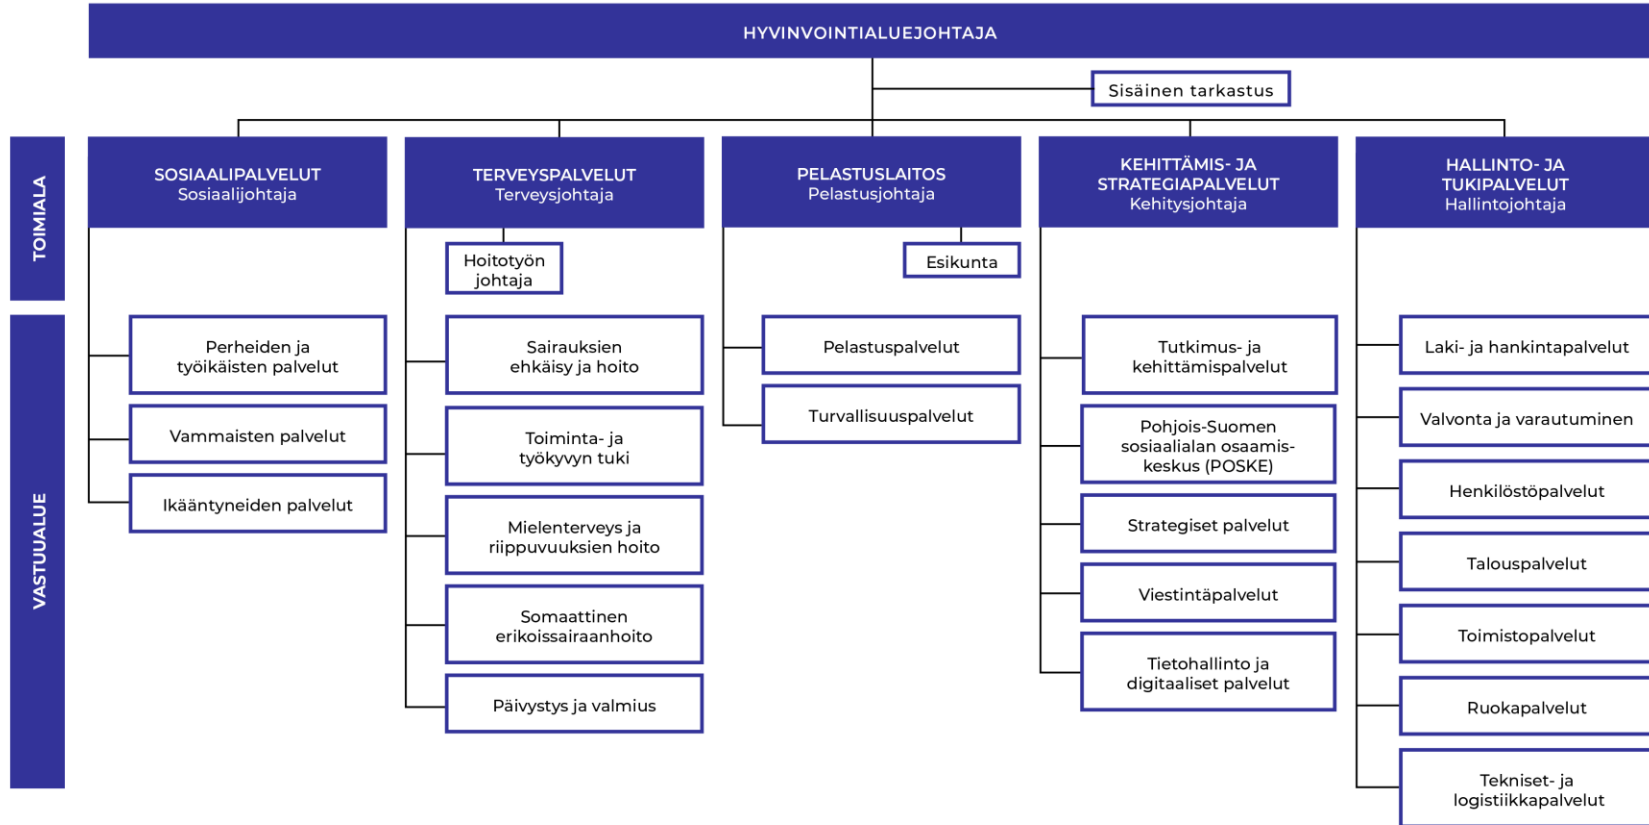 HYVINVOINTIALUEJOHTAJA
Sisäinen tarkastus
TOIMIALA
SOSIAALIPALVELUT
Sosiaalijohtaja
TERVEYSPALVELUT
Terveysjohtaja
PELASTUSLAITOS
Pelastusjohtaja
KEHITTÄMIS- JA
STRATEGIAPALVELUT
Kehitysjohtaja
HALLINTO- JA
TUKIPALVELUT
Hallintojohtaja
Hoitotyön
johtaja
Esikunta
VASTUUALUE
Perheiden ja
työikäisten palvelut
Vammaisten palvelut
Ikääntyneiden palvelut
Sairauksien
ehkäisy ja hoito
Toiminta- ja
työkyvyn tuki
Mielenterveys ja
riippuvuuksien hoito
Somaattinen
erikoissairaanhoito
Päivystys ja valmius
Pelastuspalvelut
Turvallisuuspalvelut
Tutkimus- ja
kehittämispalvelut
Pohjois-Suomen
sosiaalialan osaamis-
keskus (POSKE)
Strategiset palvelut
Viestintäpalvelut
Tietohallinto ja
digitaaliset palvelut
Laki- ja hankintapalvelut
Valvonta ja varautuminen
Henkilöstöpalvelut
Talouspalvelut
Toimistopalvelut
Ruokapalvelut
Tekniset- ja
logistiikkapalvelut